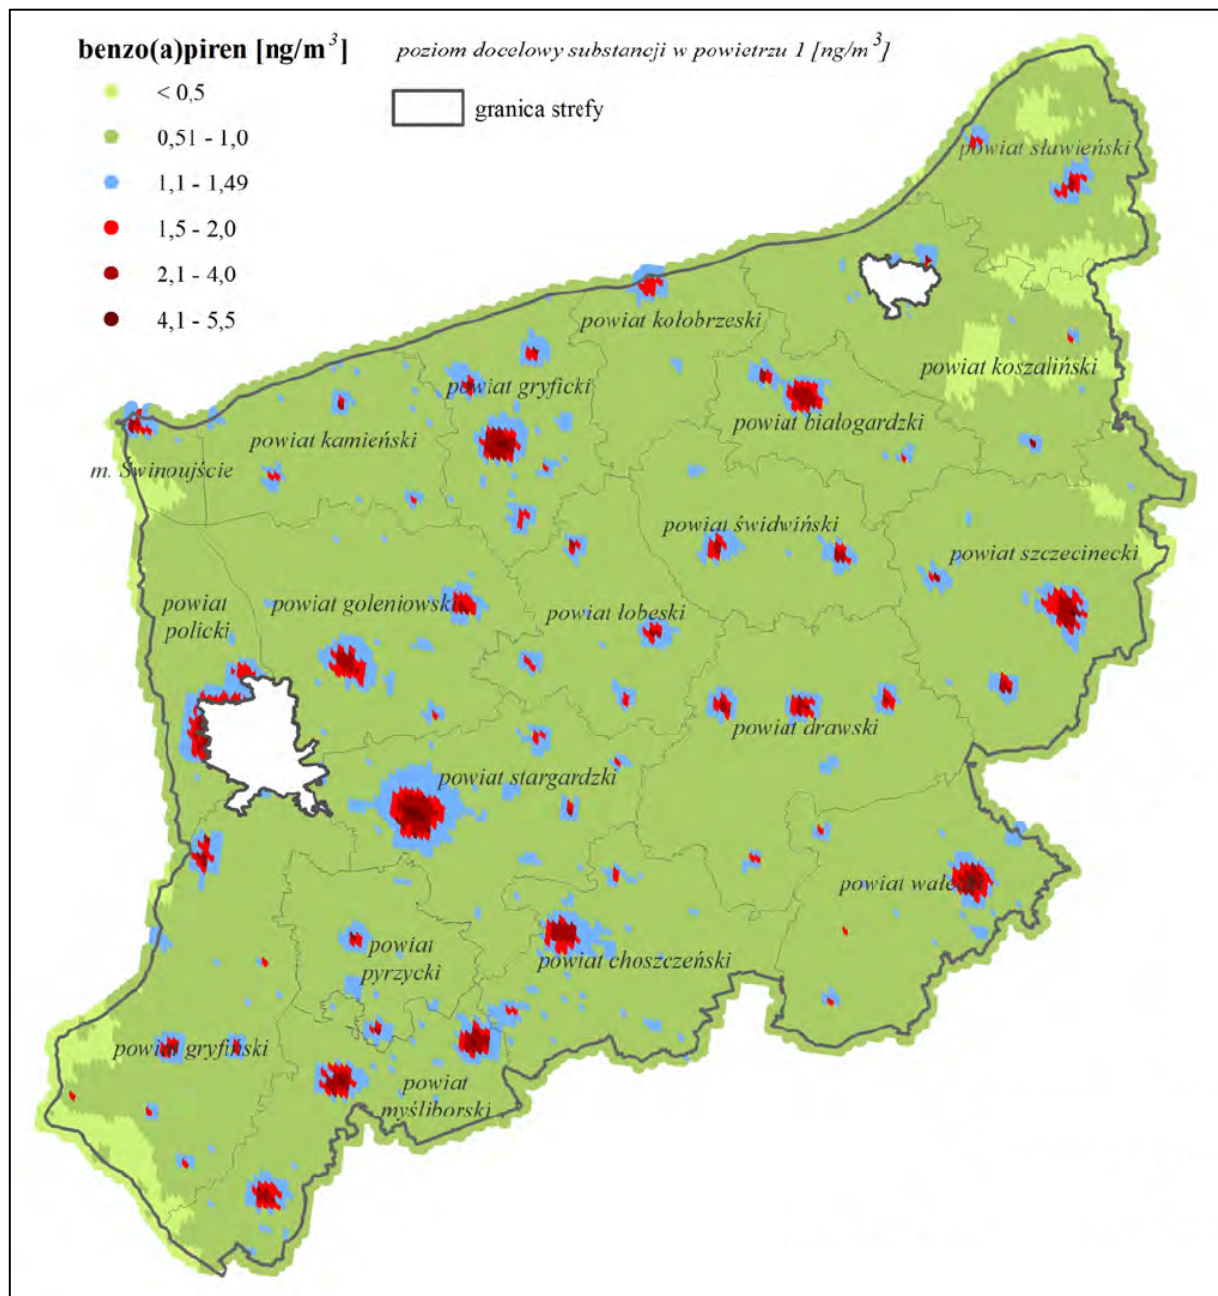 benzo(a)piren [ng/m³]
poziom docelowy substancji w powietrzu 1 [ng/m³]
< 0,5
granica strefy
0,51 - 1,0
1,1 - 1,49
1,5 - 2,0
2,1 - 4,0
4,1 - 5,5
powiat sławieński
powiat kołobrzeski
powiat koszaliński
powiat gryficki
powiat białogardzki
powiat kamieński
m. Świnoujście
powiat świdwiński
powiat szczecinecki
powiat
policki
powiat goleniowski
powiat łobeski
powiat drawski
powiat stargardzki
powiat wałecki
powiat
pyrzycki
powiat choszczeński
powiat gryfiński
powiat
myśliborski